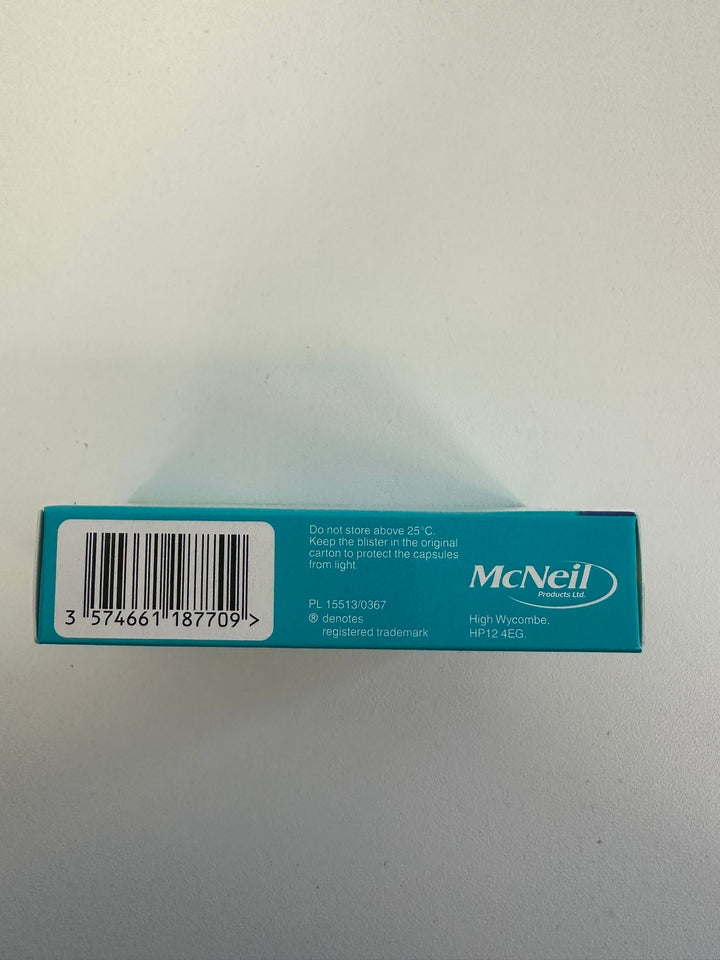 3 574661 187709 >
Do not store above 25°C.
Keep the blister in the original
carton to protect the capsules
from light.
PL 15513/0367
® denotes
registered trademark
McNeil
Products Ltd.
High Wycombe,
HP12 4EG.